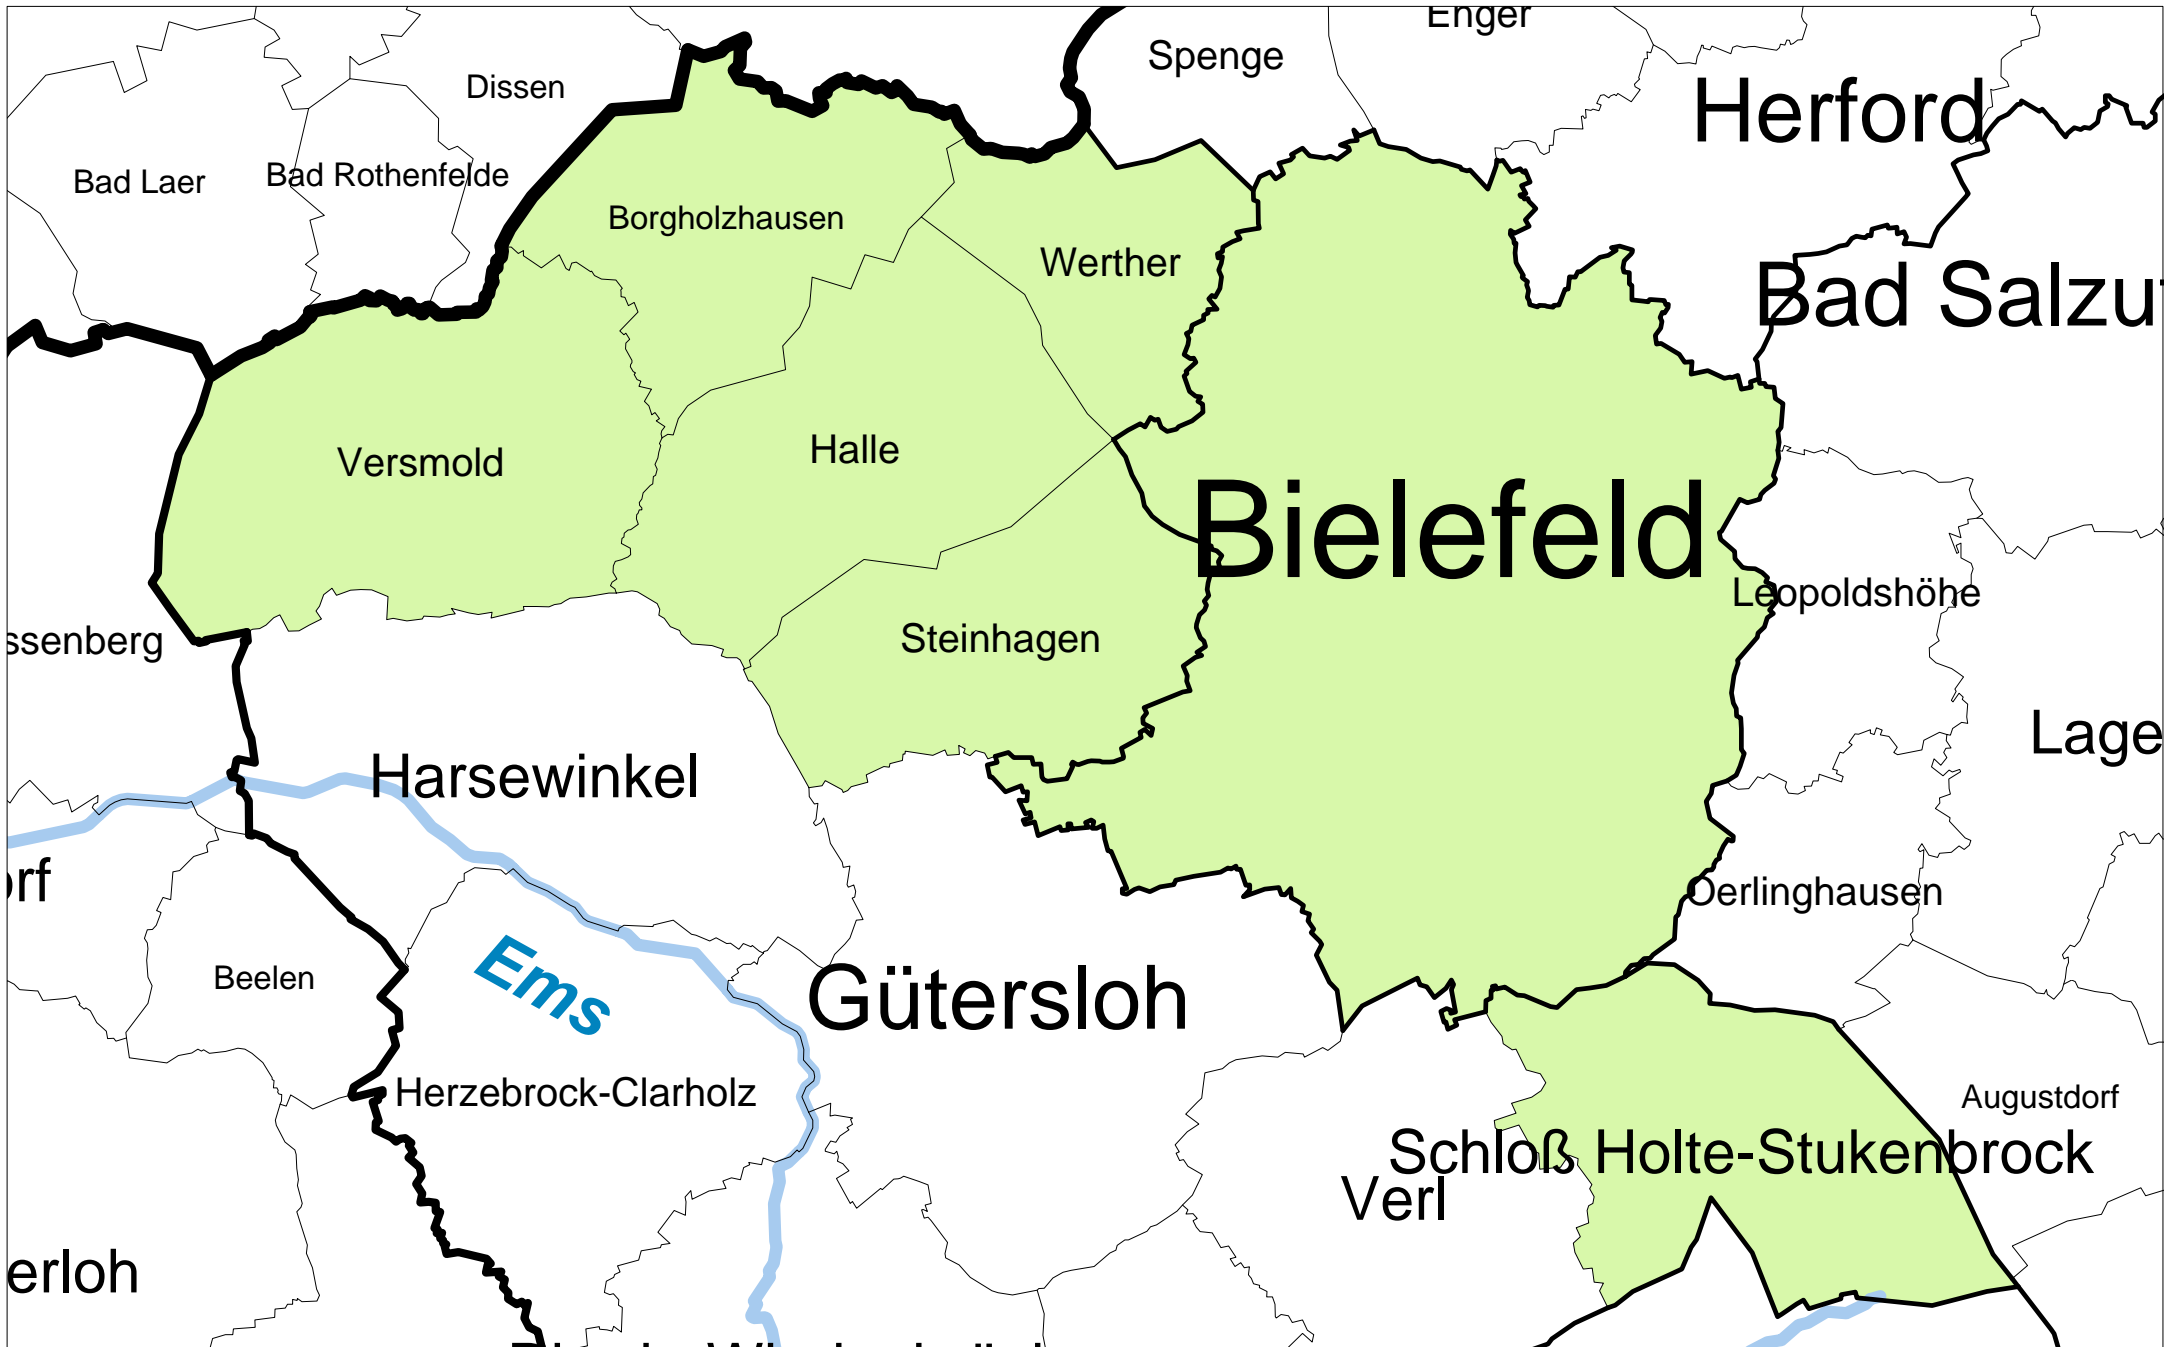 Enger
Spenge
Dissen
Herford
Bad Laer
Bad Rothenfelde
Borgholzhausen
Werther
Bad Salzu
Versmold
Halle
Bielefeld
Leopoldshöhe
ssenberg
Steinhagen
Lage
Harsewinkel
rf
Oerlinghausen
Beelen
Ems
Gütersloh
Herzebrock-Clarholz
Augustdorf
Schloß Holte-Stukenbrock
Verl
erloh